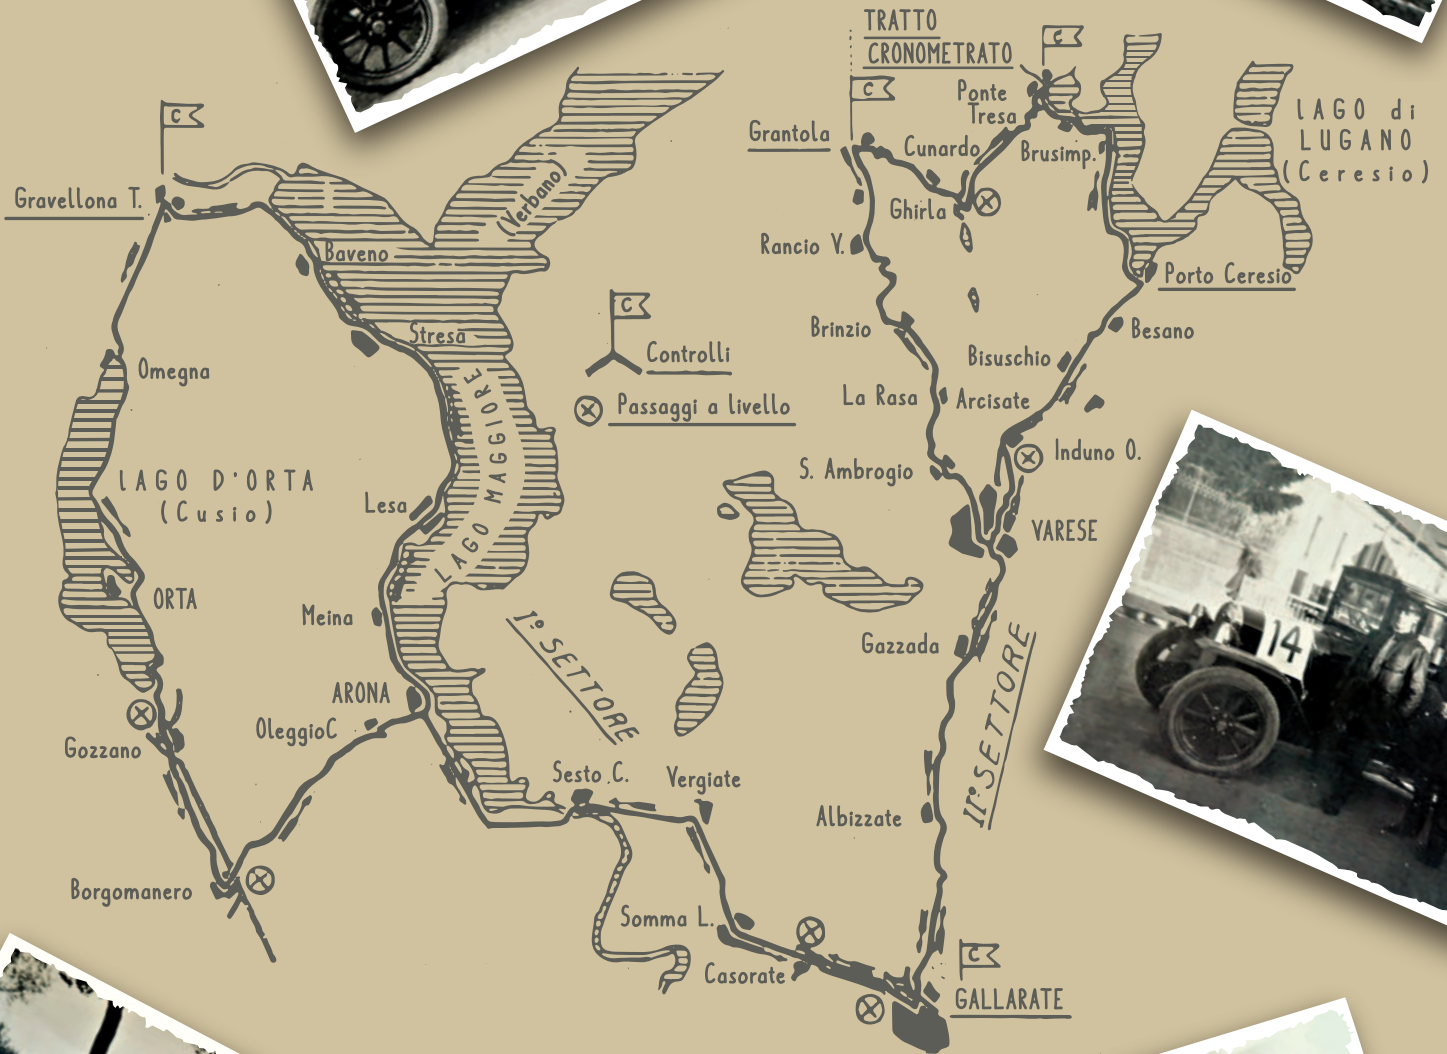 TRATTO
CRONOMETRATO
C
C
C
Grantola
Ponte
Tresa
Cunardo
Brusimp.
LAGO di
LUGANO
(Ceresio)
Gravellona T.
(Verbano)
Ghirla
Rancio V.
Baveno
Porto Ceresio
C
Stresa
Brinzio
Besano
Controlli
Bisuschio
Omegna
Passaggi a livello
La Rasa
Arcisate
LAGO MAGGIORE
S. Ambrogio
Induno O.
LAGO D'ORTA
(Cusio)
Lesa
VARESE
ORTA
Meina
I° SETTORE
Gazzada
II° SETTORE
14
ARONA
OleggioC
Gozzano
Sesto C.
Vergiate
Albizzate
Borgomanero
Somma L.
Casorate
C
GALLARATE